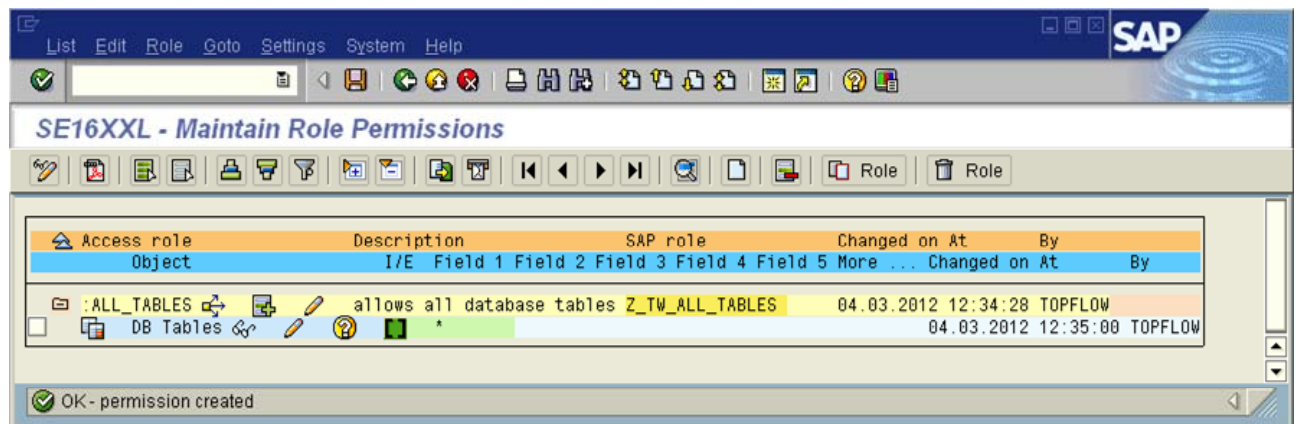 List Edit Role Goto Settings System Help
SAP
SE16XXL - Maintain Role Permissions
Role Role
Access role Description SAP role Changed on At By
Object I/E Field 1 Field 2 Field 3 Field 4 Field 5 More ... Changed on At By
:ALL_TABLES allows all database tables Z_TW_ALL_TABLES 04.03.2012 12:34:28 TOPFLOW
DB Tables * 04.03.2012 12:35:00 TOPFLOW
OK - permission created